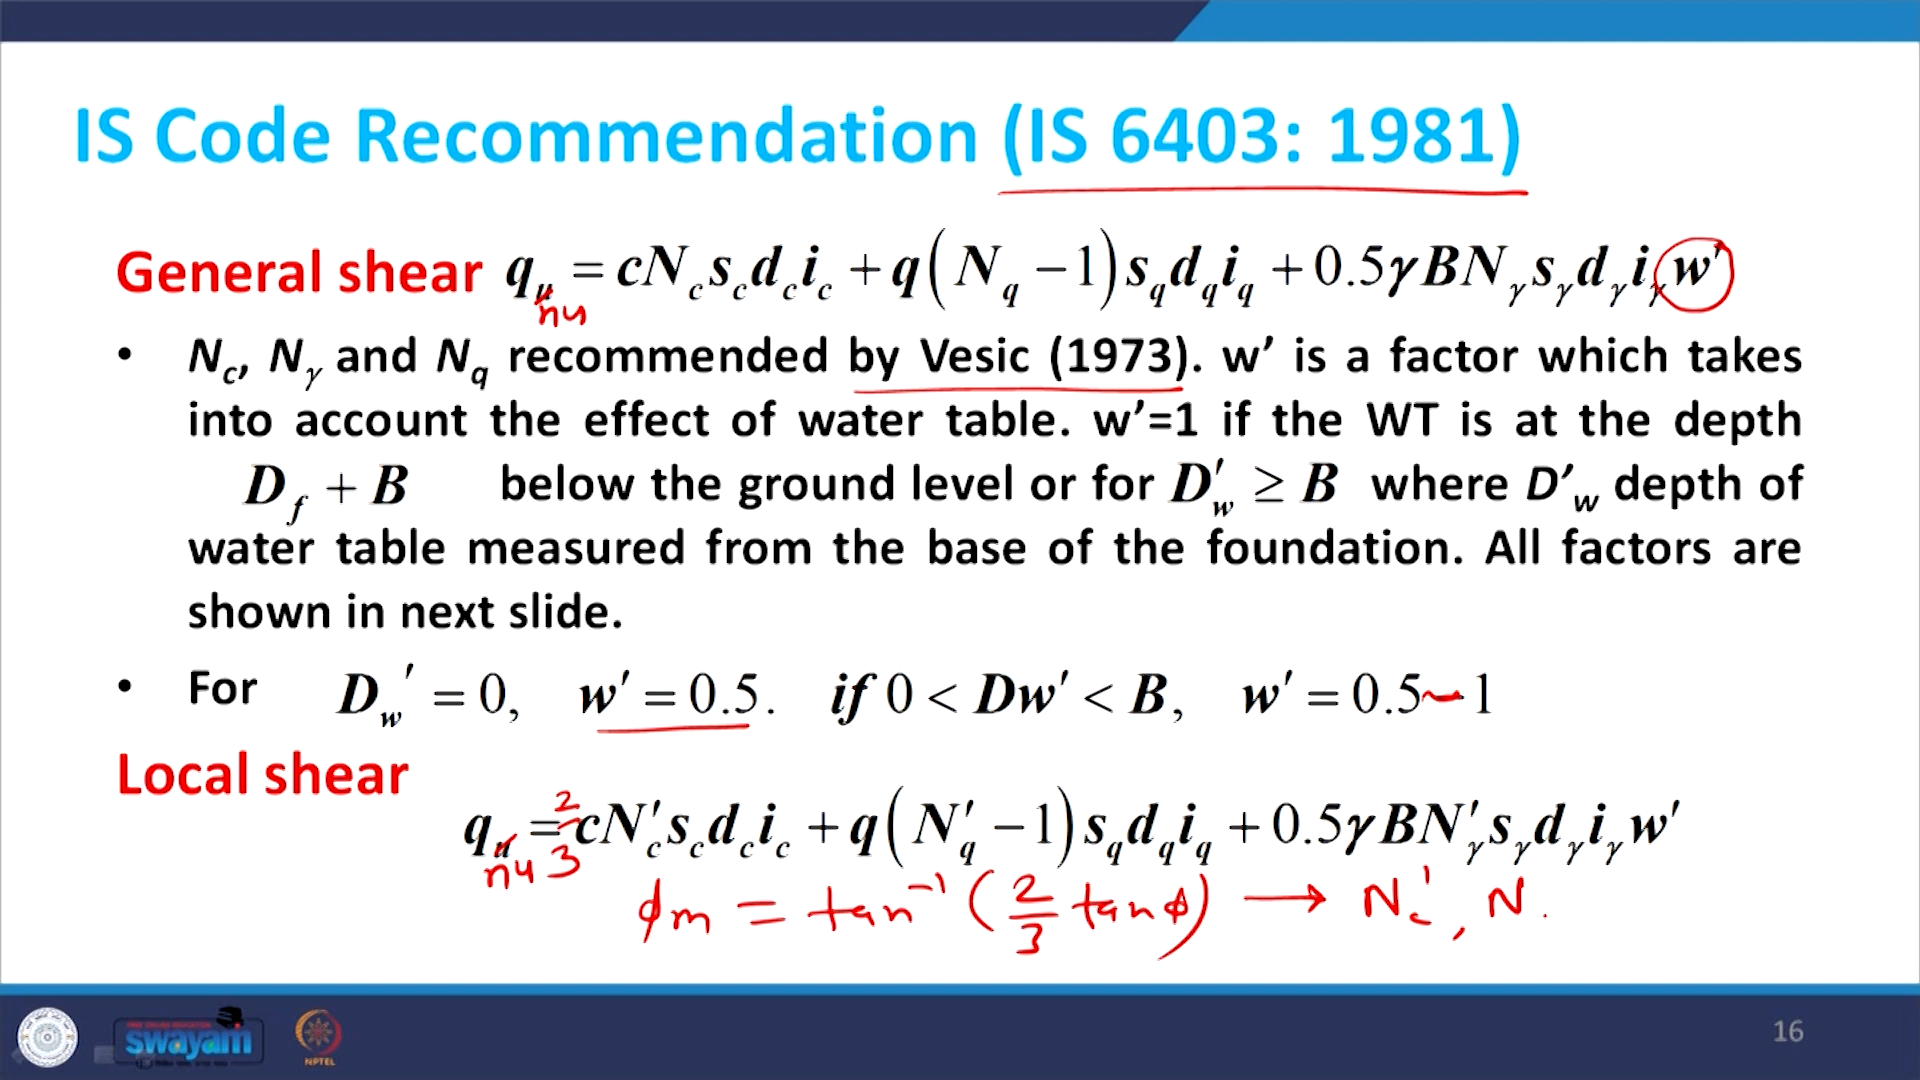 IS Code Recommendation (IS 6403: 1981)
General shear q_u = cN_c s_c d_c i_c + q(N_q − 1)s_q d_q i_q + 0.5γBN_γ s_γ d_γ i_γ w′
nu
• N_c, N_γ and N_q recommended by Vesic (1973). w’ is a factor which takes
into account the effect of water table. w’=1 if the WT is at the depth
D_f + B below the ground level or for D′_w ≥ B where D’_w depth of
water table measured from the base of the foundation. All factors are
shown in next slide.
• For D_w′ = 0, w′ = 0.5. if 0 < Dw′ < B, w′ = 0.5 – 1
Local shear
q_u = 2/3 cN′_c s_c d_c i_c + q(N′_q − 1)s_q d_q i_q + 0.5γBN′_γ s_γ d_γ i_γ w′
nu
ϕm = tan⁻¹(2/3 tanϕ) → N_c′, N
swayam
NPTEL
16